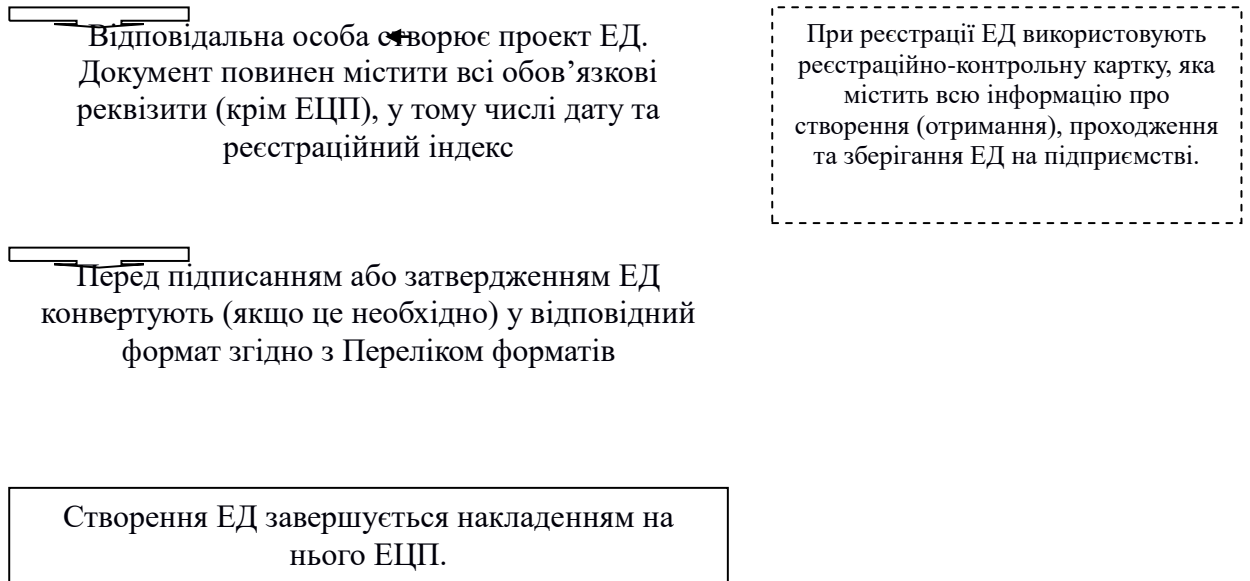 Відповідальна особа створює проект ЕД.
Документ повинен містити всі обов’язкові
реквізити (крім ЕЦП), у тому числі дату та
реєстраційний індекс
При реєстрації ЕД використовують
реєстраційно-контрольну картку, яка
містить всю інформацію про
створення (отримання), проходження
та зберігання ЕД на підприємстві.
Перед підписанням або затвердженням ЕД
конвертують (якщо це необхідно) у відповідний
формат згідно з Переліком форматів
Створення ЕД завершується накладенням на
нього ЕЦП.